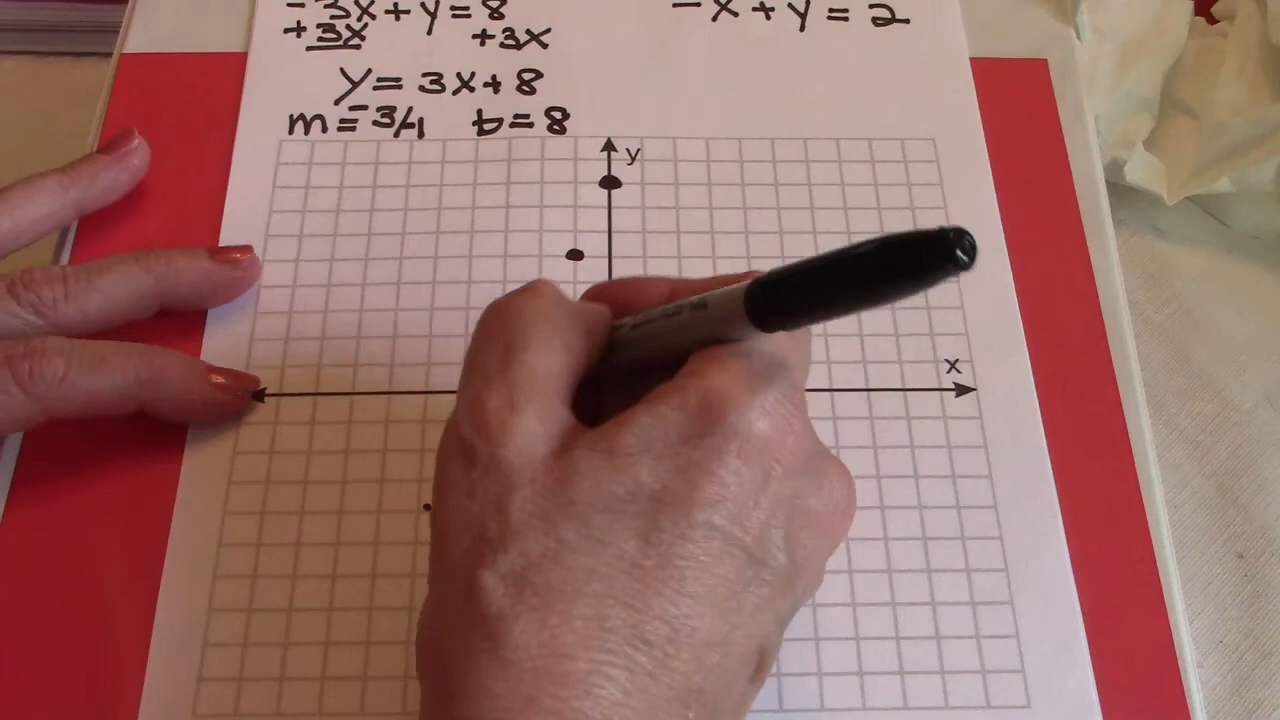 -3x+y=8
-x+y=2
+3x +3x
y=3x+8
m=-3/-1 b=8
y
x